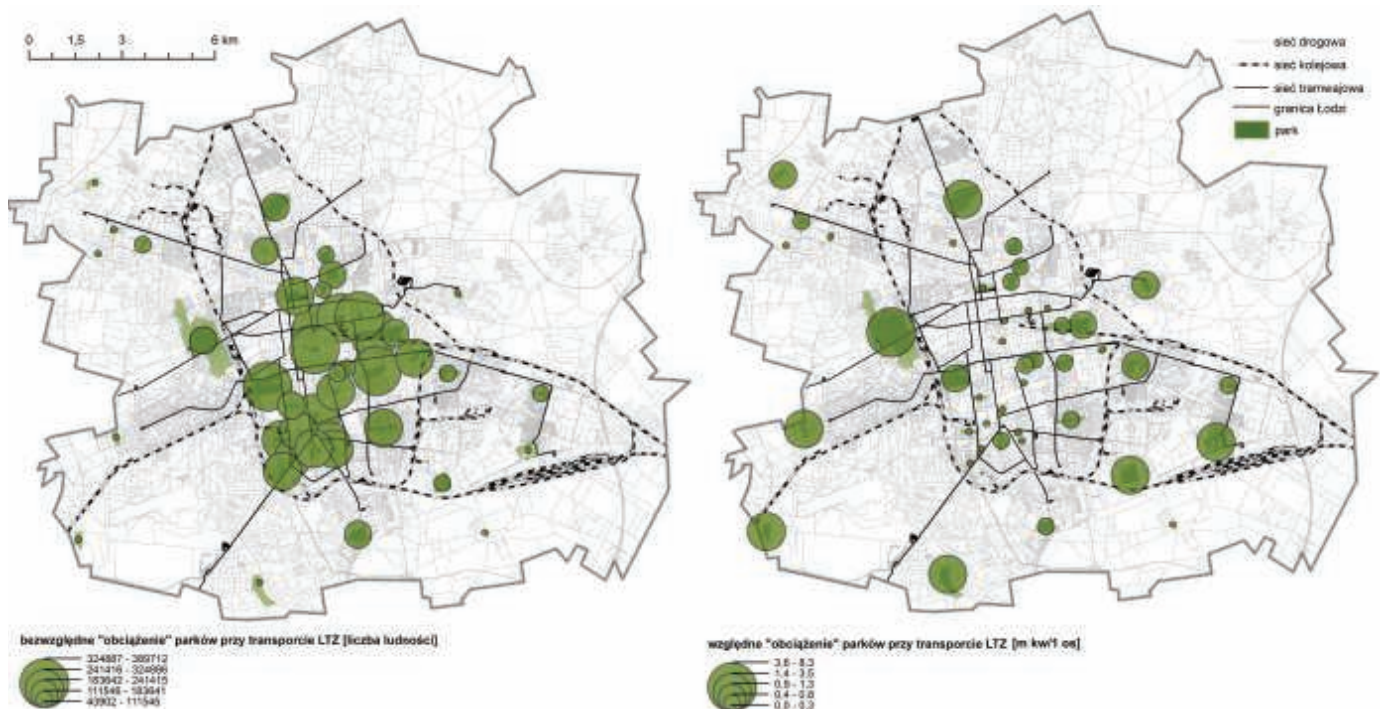 0 1,5 3 6 km
sieć drogowa
sieć kolejowa
sieć tramwajowa
granica Łodzi
park
bezwzględne "obciążenie" parków przy transporcie LTZ [liczba ludności]
324887 - 389712
241416 - 324886
183642 - 241415
111546 - 183641
43902 - 111545
względne "obciążenie" parków przy transporcie LTZ [m kw/1 os]
3.6 - 8.3
1.4 - 3.5
0.9 - 1.3
0.4 - 0.8
0.0 - 0.3